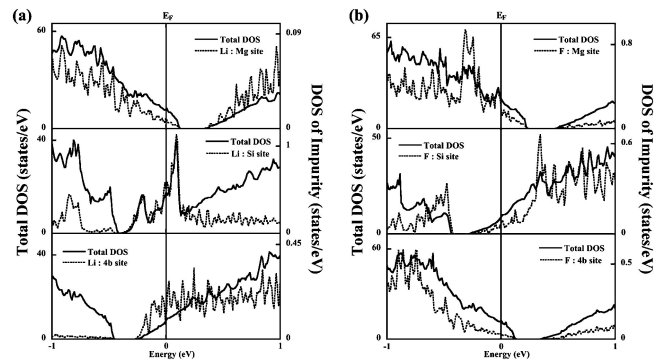 (a)
E_F
(b)
E_F
60
0.09
Total DOS
Li : Mg site
0
0
40
1
Total DOS
Li : Si site
0
0
40
0.45
Total DOS
Li : 4b site
0
0
-1
0
1
Energy (eV)
Total DOS (states/eV)
DOS of Impurity (states/eV)
65
0.8
Total DOS
F : Mg site
0
0
40
0.6
Total DOS
F : Si site
0
0
60
0.5
Total DOS
F : 4b site
0
0
-1
0
1
Energy (eV)
Total DOS (states/eV)
DOS of Impurity (states/eV)